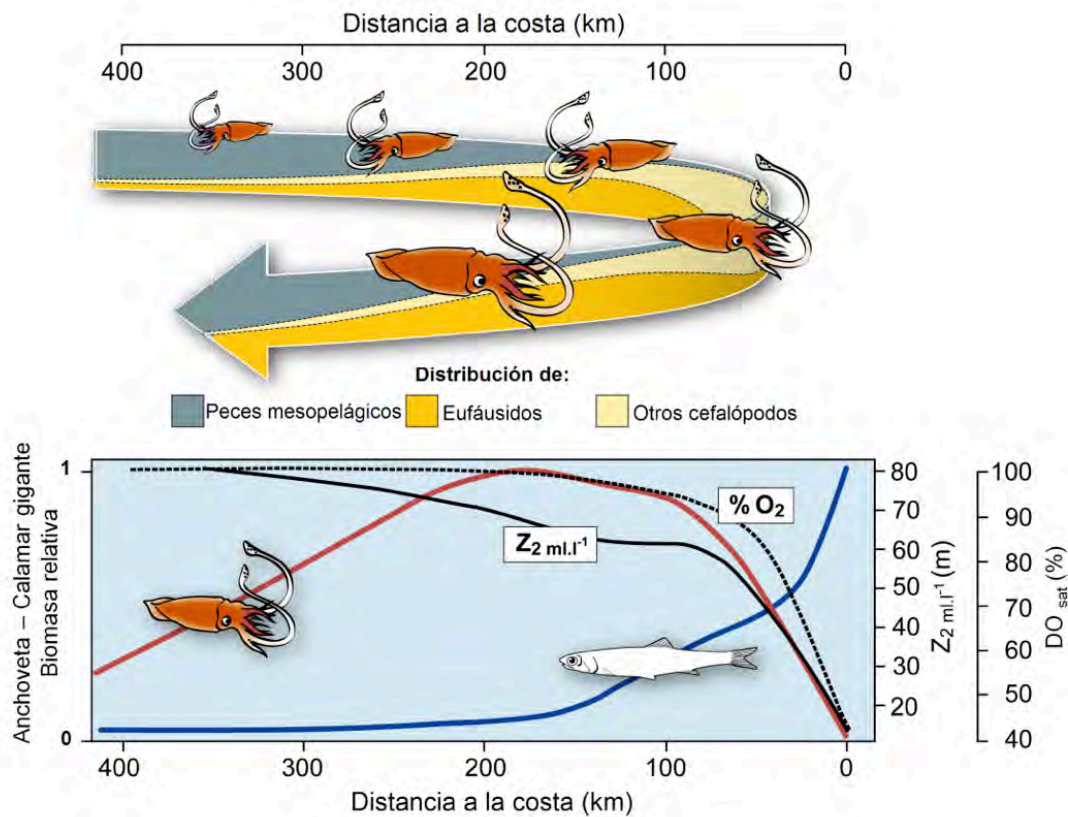 Distancia a la costa (km)
400 300 200 100 0
Distribución de:
Peces mesopelágicos Eufáusidos Otros cefalópodos
Anchoveta – Calamar gigante
Biomasa relativa
1
0
% O2
Z2 ml.l-1
80
70
60
50
40
30
20
Z2 ml.l-1 (m)
100
90
80
70
60
50
40
DO sat (%)
400 300 200 100 0
Distancia a la costa (km)